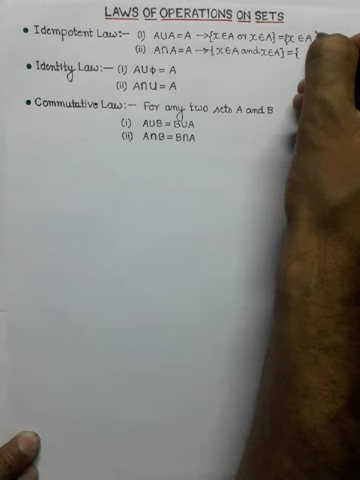 LAWS OF OPERATIONS ON SETS
• Idempotent Law:- (i) A∪A = A → {x∈A or x∈A} = {x∈A}
(ii) A∩A = A → {x∈A and x∈A} = {
• Identity Law:- (i) A∪Φ = A
(ii) A∩U = A
• Commutative Law:- For any two sets A and B
(i) A∪B = B∪A
(ii) A∩B = B∩A